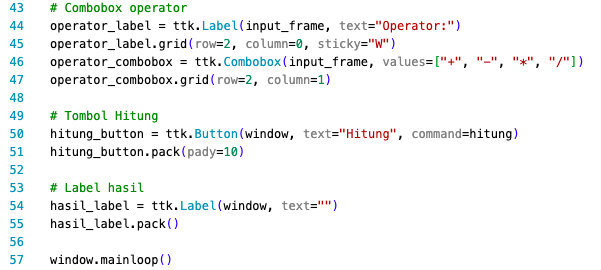 43 # Combobox operator
44 operator_label = ttk.Label(input_frame, text="Operator:")
45 operator_label.grid(row=2, column=0, sticky="W")
46 operator_combobox = ttk.Combobox(input_frame, values=["+", "-", "*", "/"])
47 operator_combobox.grid(row=2, column=1)
48
49 # Tombol Hitung
50 hitung_button = ttk.Button(window, text="Hitung", command=hitung)
51 hitung_button.pack(pady=10)
52
53 # Label hasil
54 hasil_label = ttk.Label(window, text="")
55 hasil_label.pack()
56
57 window.mainloop()